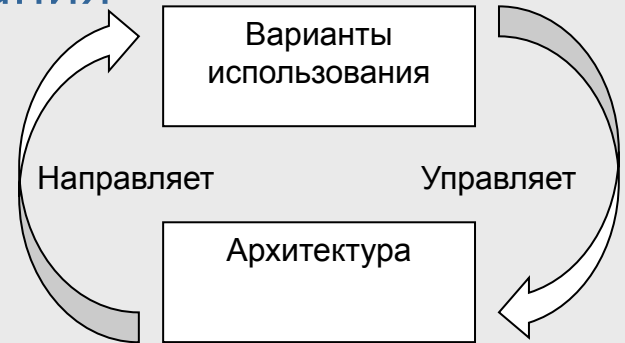 Варианты
использования
Направляет
Управляет
Архитектура